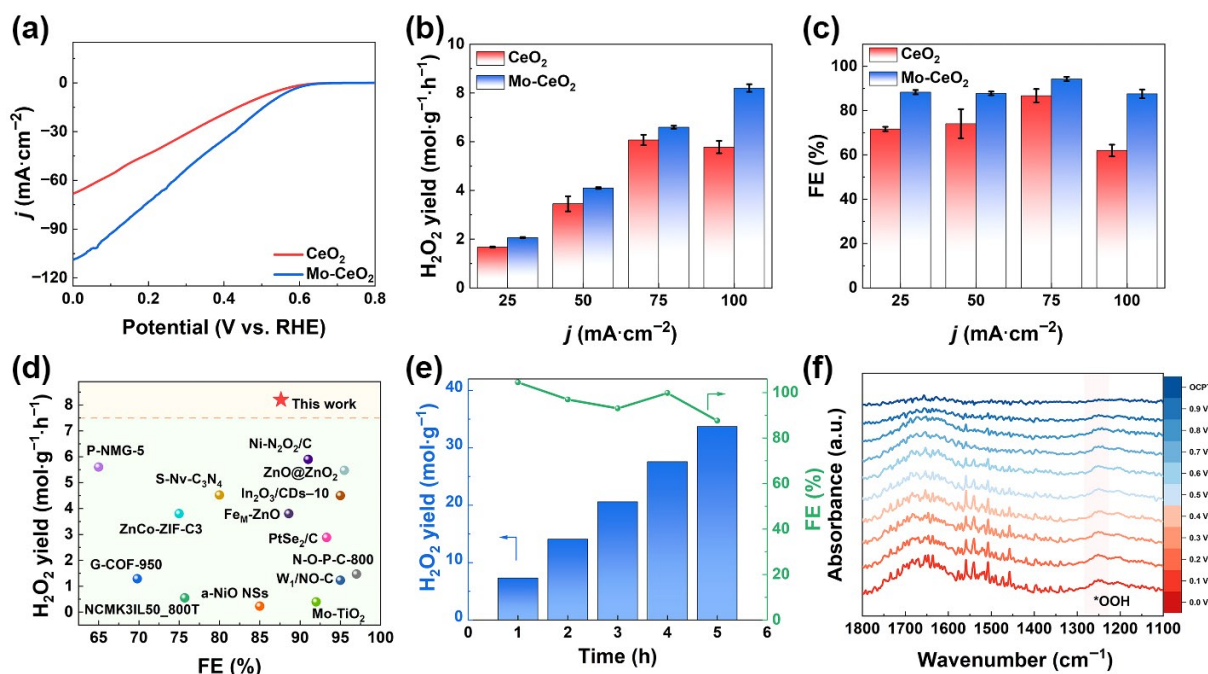 (a)
0
−30
−60
−90
−120
j (mA·cm⁻²)
CeO₂
Mo-CeO₂
0.0 0.2 0.4 0.6 0.8
Potential (V vs. RHE)
(b)
10
8
6
4
2
0
H₂O₂ yield (mol·g⁻¹·h⁻¹)
CeO₂
Mo-CeO₂
25 50 75 100
j (mA·cm⁻²)
(c)
100
80
60
40
20
0
FE (%)
CeO₂
Mo-CeO₂
25 50 75 100
j (mA·cm⁻²)
(d)
8
7
6
5
4
3
2
1
0
H₂O₂ yield (mol·g⁻¹·h⁻¹)
This work
P-NMG-5
Ni-N₂O₂/C
ZnO@ZnO₂
S-Nv-C₃N₄
In₂O₃/CDs–10
ZnCo-ZIF-C3
Feᴍ-ZnO
PtSe₂/C
N-O-P-C-800
G-COF-950
W₁/NO-C
a-NiO NSs
NCMK3IL50_800T
Mo-TiO₂
65 70 75 80 85 90 95 100
FE (%)
(e)
40
30
20
10
0
H₂O₂ yield (mol·g⁻¹)
100
80
60
40
20
0
FE (%)
0 1 2 3 4 5 6
Time (h)
(f)
Absorbance (a.u.)
OCPT
0.9 V
0.8 V
0.7 V
0.6 V
0.5 V
0.4 V
0.3 V
0.2 V
0.1 V
0.0 V
*OOH
1800 1700 1600 1500 1400 1300 1200 1100
Wavenumber (cm⁻¹)